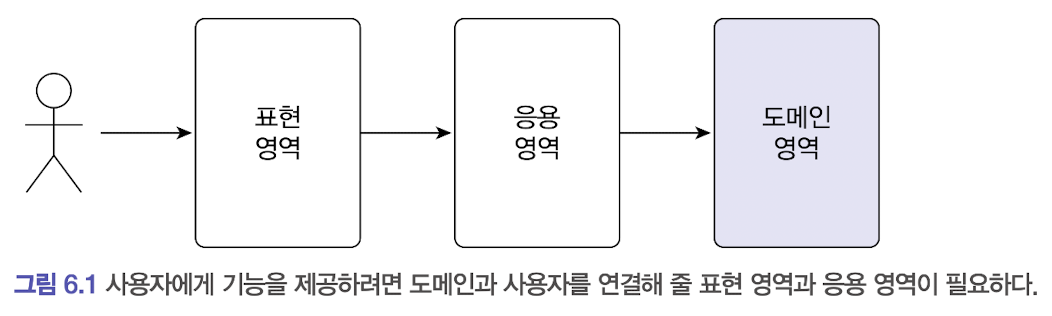 표현
영역
응용
영역
도메인
영역
그림 6.1 사용자에게 기능을 제공하려면 도메인과 사용자를 연결해 줄 표현 영역과 응용 영역이 필요하다.